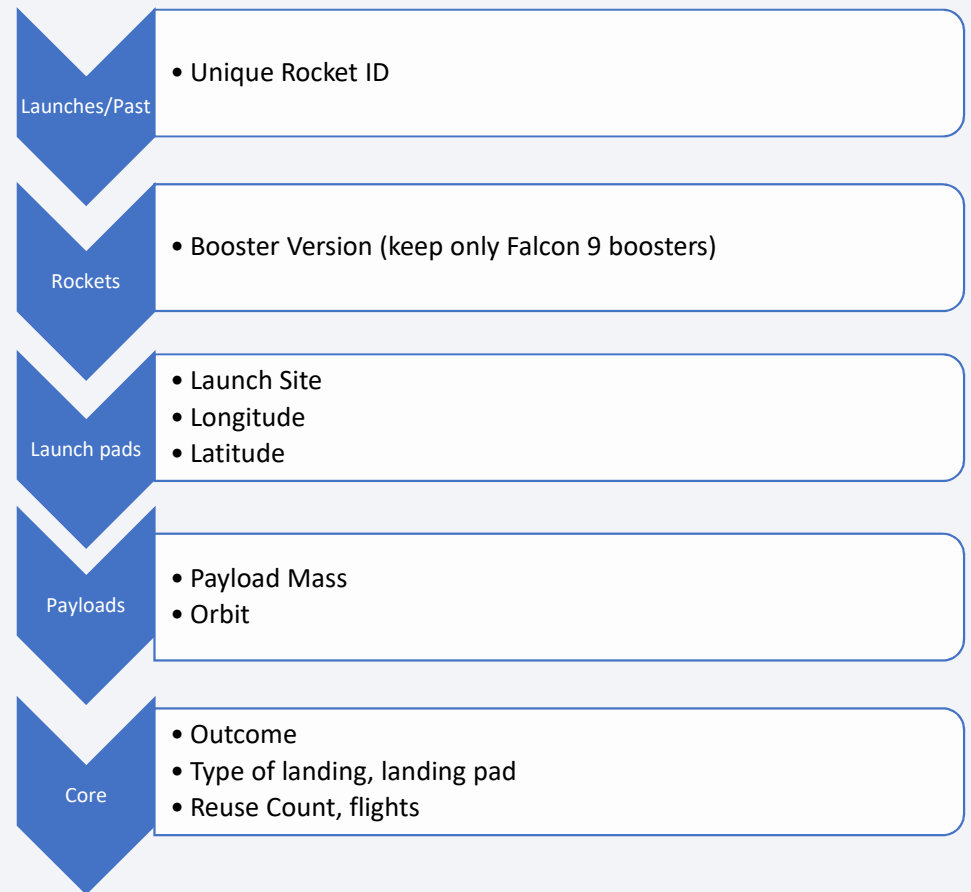 Launches/Past
• Unique Rocket ID
Rockets
• Booster Version (keep only Falcon 9 boosters)
Launch pads
• Launch Site
• Longitude
• Latitude
Payloads
• Payload Mass
• Orbit
Core
• Outcome
• Type of landing, landing pad
• Reuse Count, flights